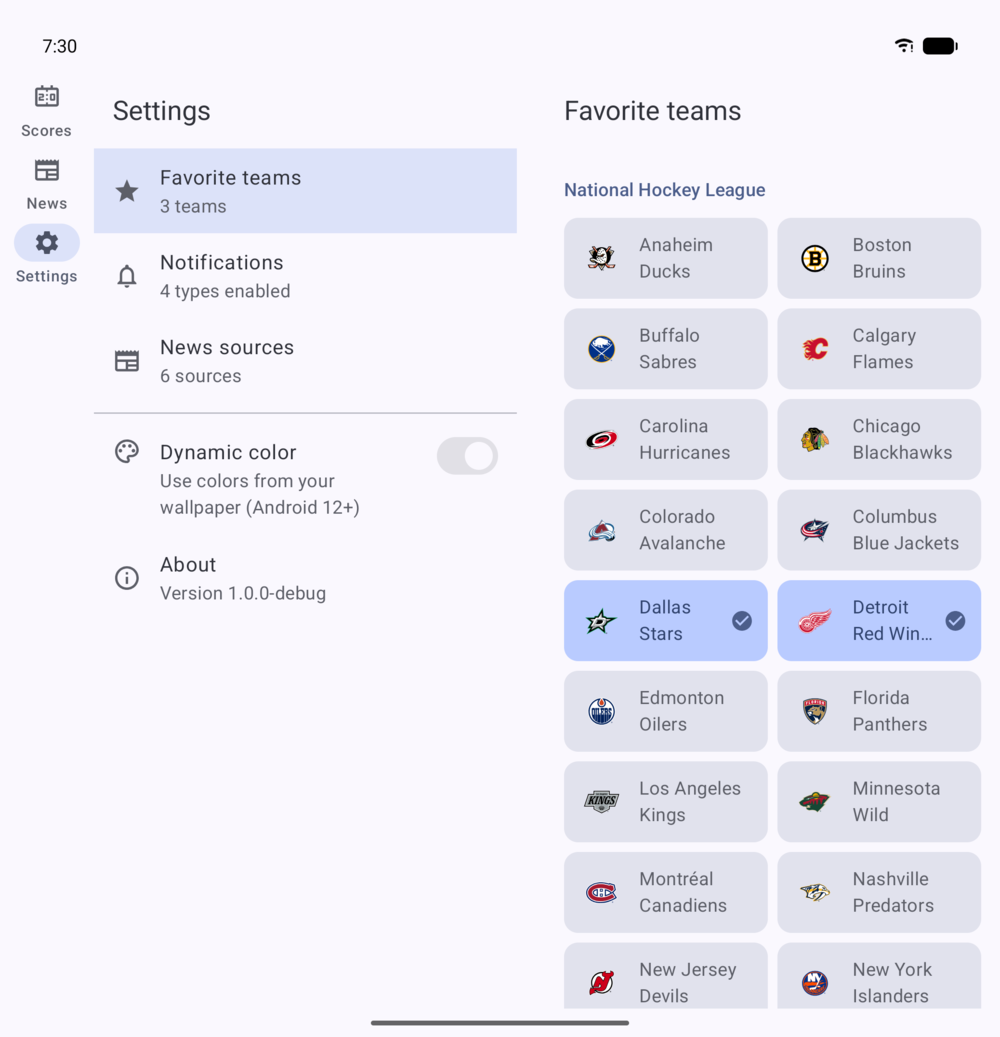 7:30
Scores
News
Settings
Settings
Favorite teams
3 teams
Notifications
4 types enabled
News sources
6 sources
Dynamic color
Use colors from your
wallpaper (Android 12+)
About
Version 1.0.0-debug
Favorite teams
National Hockey League
Anaheim
Ducks
Boston
Bruins
Buffalo
Sabres
Calgary
Flames
Carolina
Hurricanes
Chicago
Blackhawks
Colorado
Avalanche
Columbus
Blue Jackets
Dallas
Stars
Detroit
Red Win…
Edmonton
Oilers
Florida
Panthers
Los Angeles
Kings
Minnesota
Wild
Montréal
Canadiens
Nashville
Predators
New Jersey
Devils
New York
Islanders